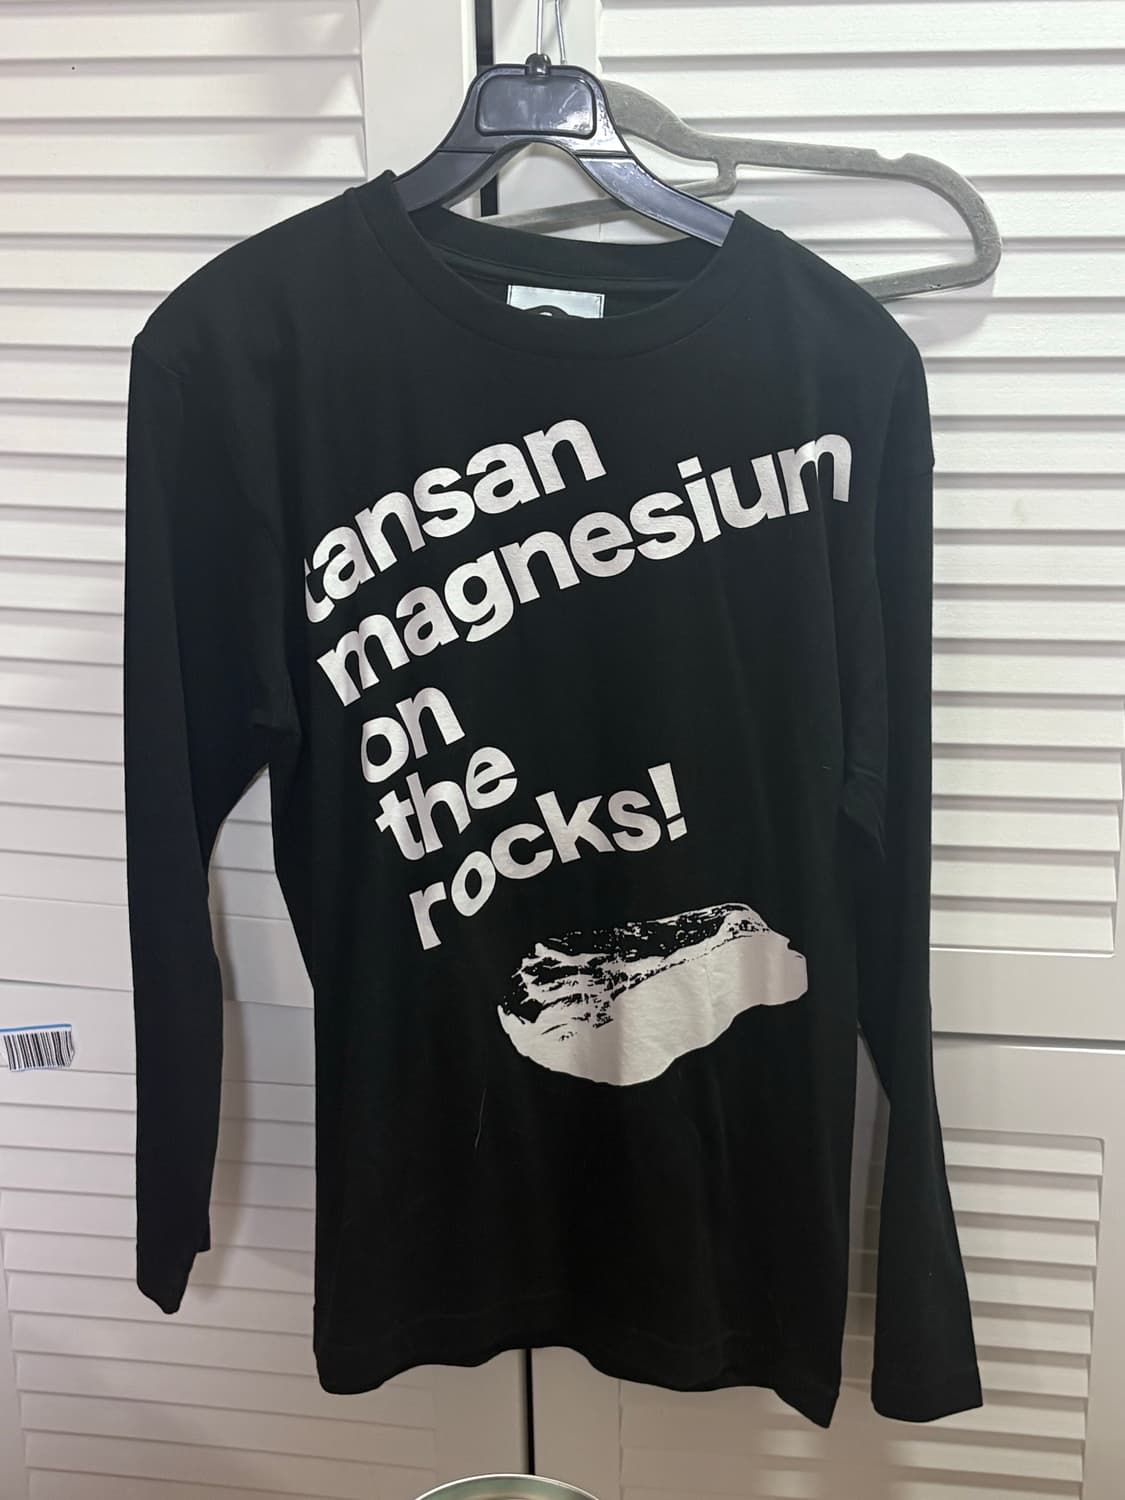 tansan
magnesium
on
the
rocks!